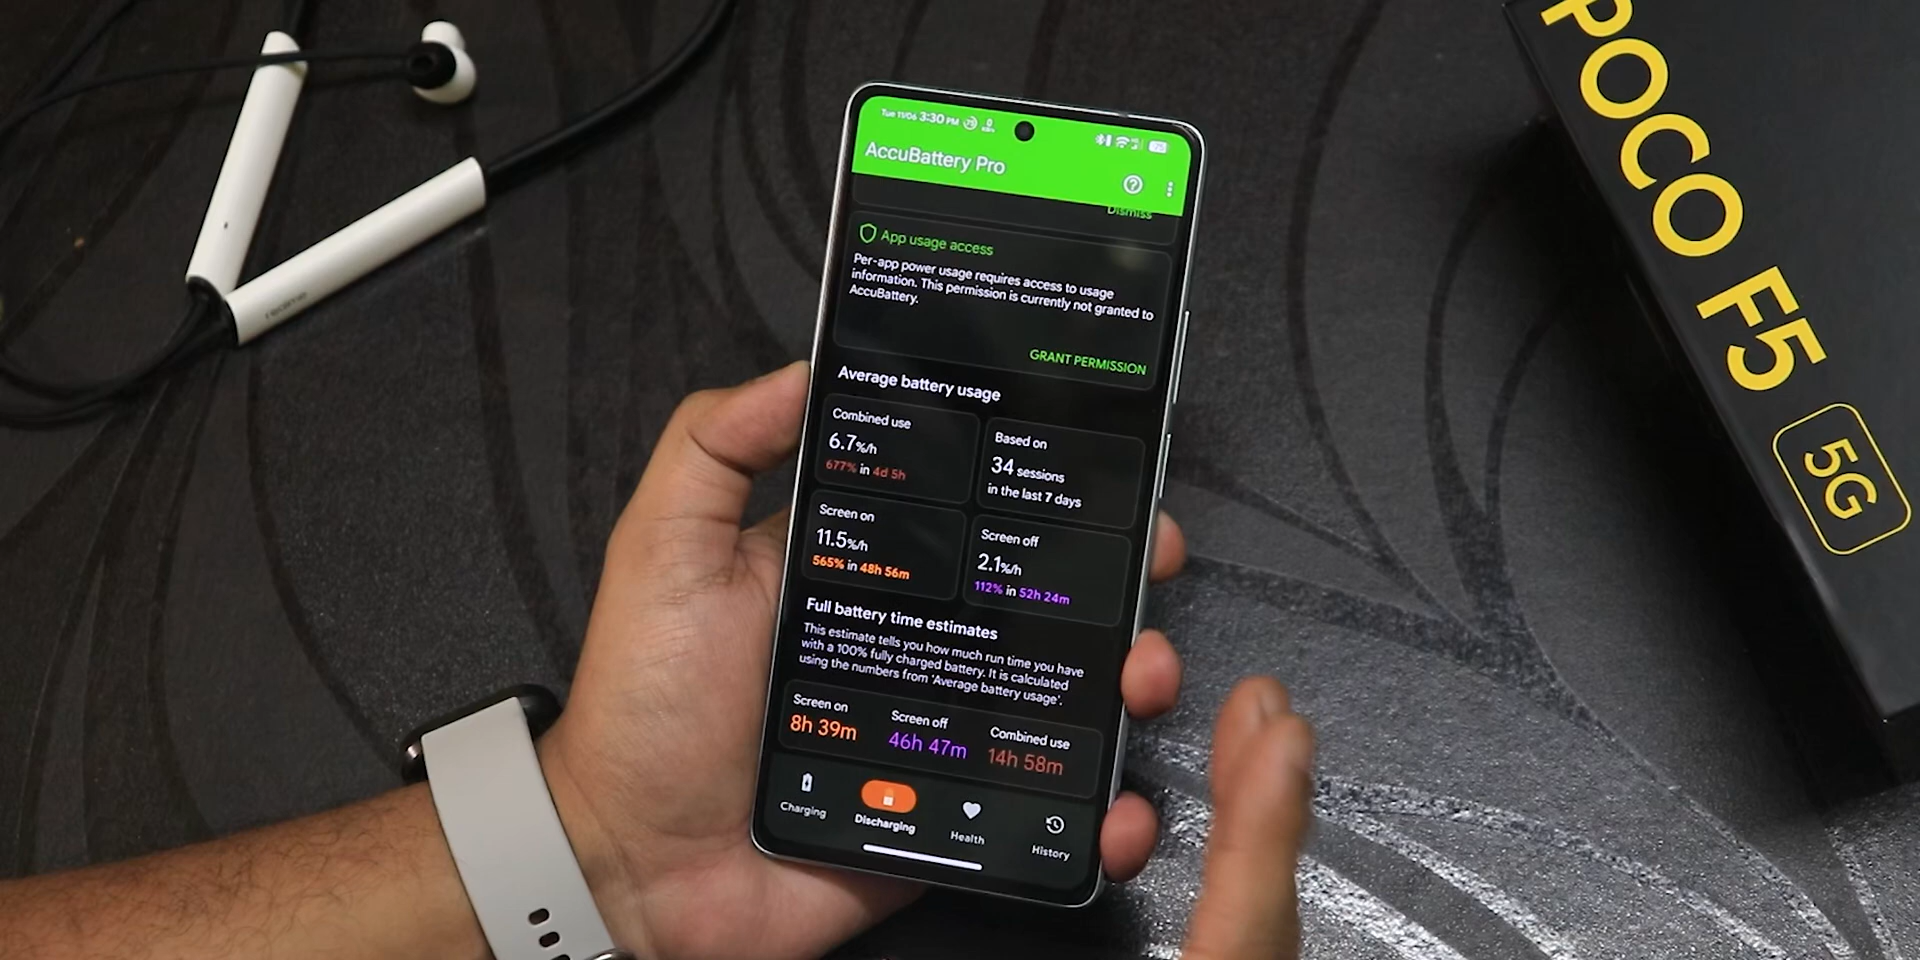 Tue 11/06 3:30 PM
75
AccuBattery Pro
Dismiss
App usage access
Per-app power usage requires access to usage
information. This permission is currently not granted to
AccuBattery.
GRANT PERMISSION
Average battery usage
Combined use
6.7%/h
677% in 4d 5h
Based on
34 sessions
in the last 7 days
Screen on
11.5%/h
565% in 48h 56m
Screen off
2.1%/h
112% in 52h 24m
Full battery time estimates
This estimate tells you how much run time you have
with a 100% fully charged battery. It is calculated
using the numbers from 'Average battery usage'.
Screen on
8h 39m
Screen off
46h 47m
Combined use
14h 58m
Charging
Discharging
Health
History
POCO F5
5G
realme